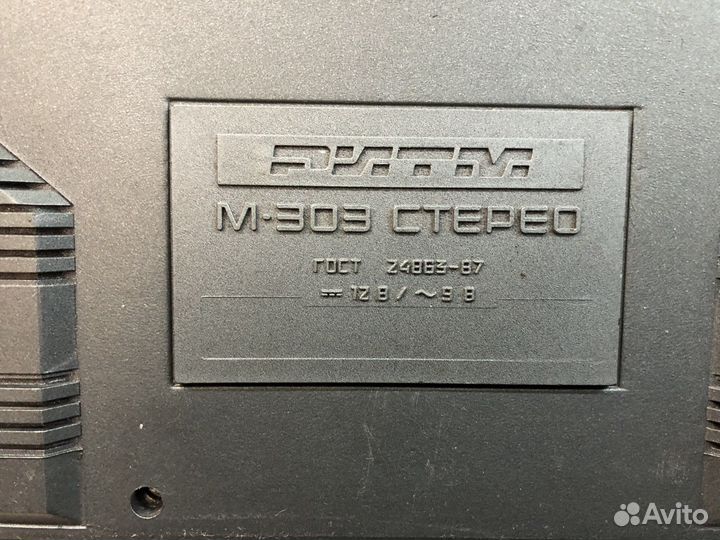 РИТМ
М-303 СТЕРЕО
ГОСТ 24863-87
⎓ 12 В / ~ 9 В
Avito